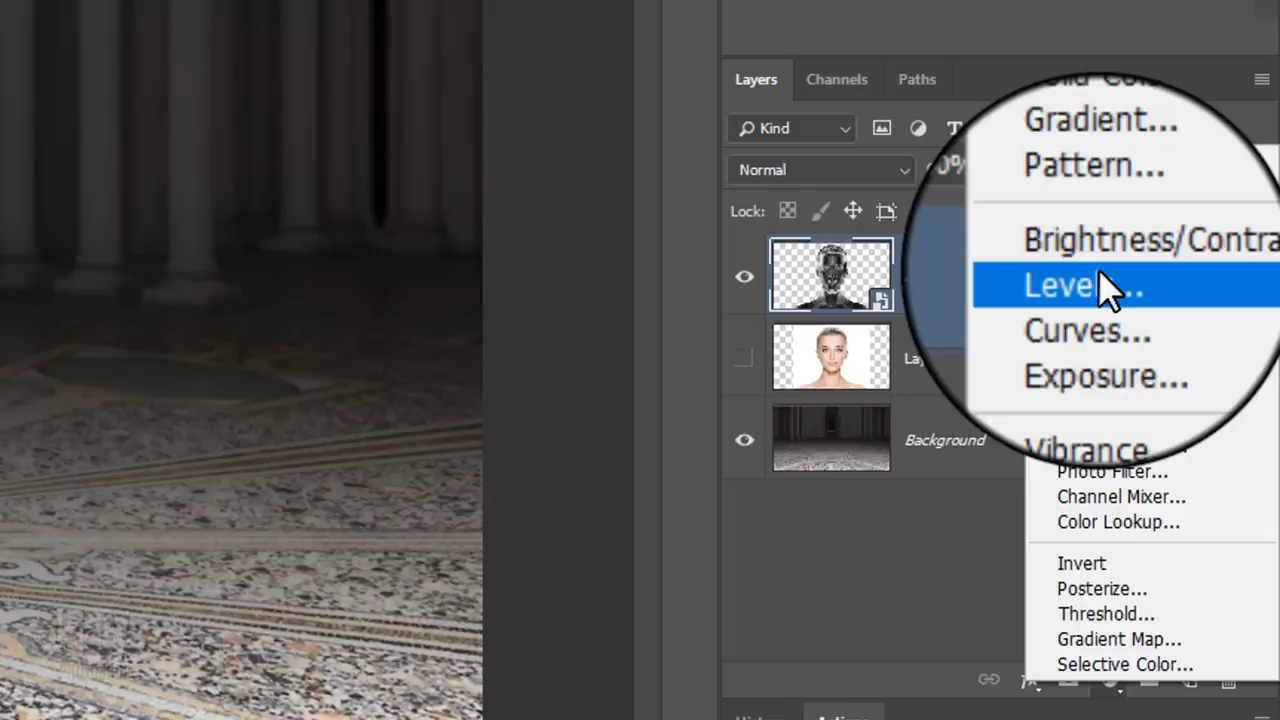 Layers
Channels
Paths
Gradient...
Pattern...
Kind
Normal
0%
Lock:
Brightness/Contra
Curves...
Exposure...
Vibrance
Background
Photo Filter...
Channel Mixer...
Color Lookup...
Invert
Posterize...
Threshold...
Gradient Map...
Selective Color...